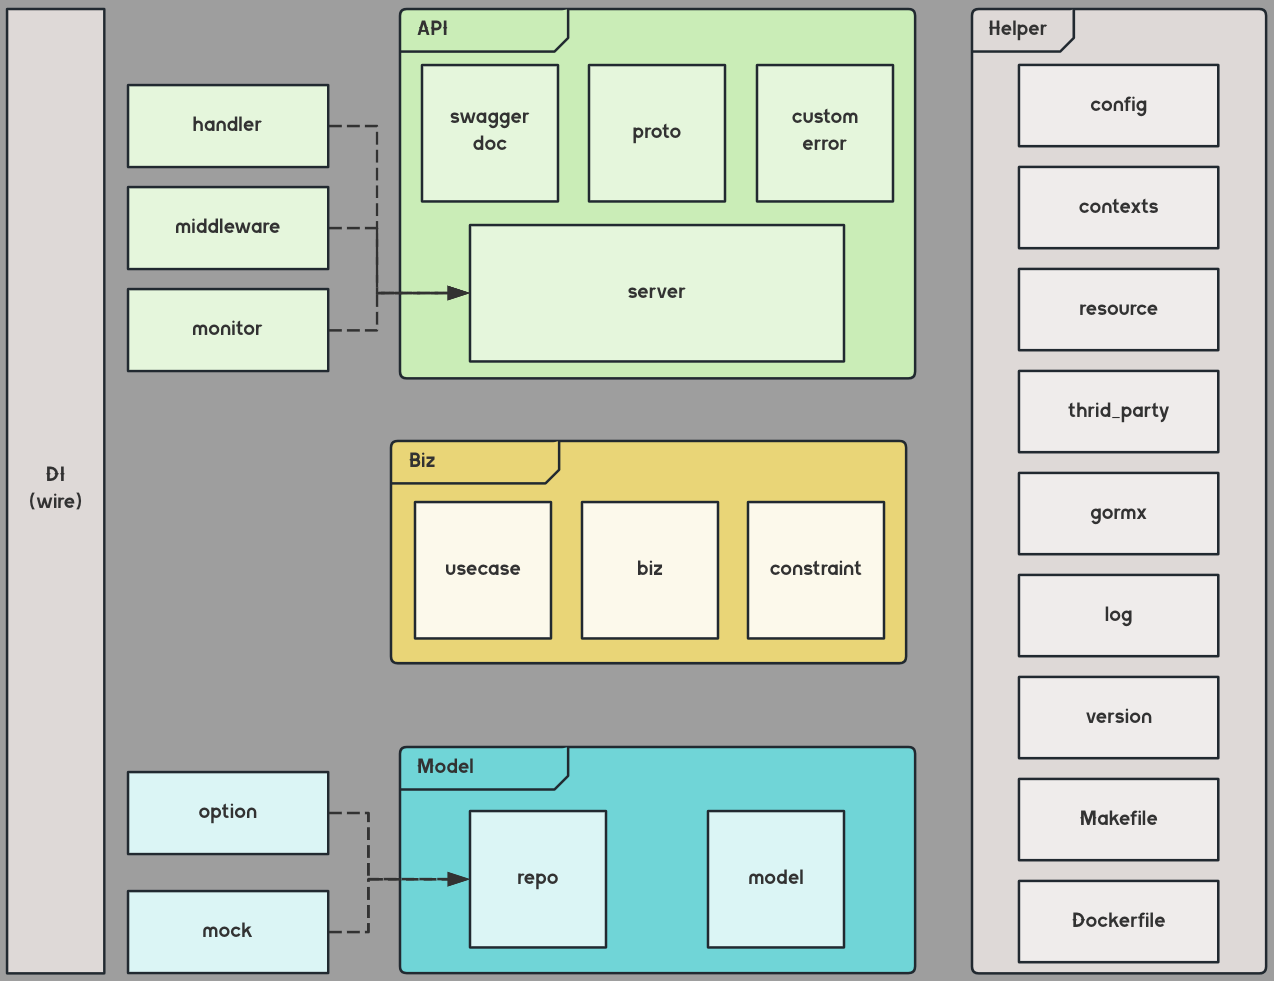 DI
(wire)
handler
middleware
monitor
API
swagger
doc
proto
custom
error
server
Biz
usecase
biz
constraint
option
mock
Model
repo
model
Helper
config
contexts
resource
thrid_party
gormx
log
version
Makefile
Dockerfile